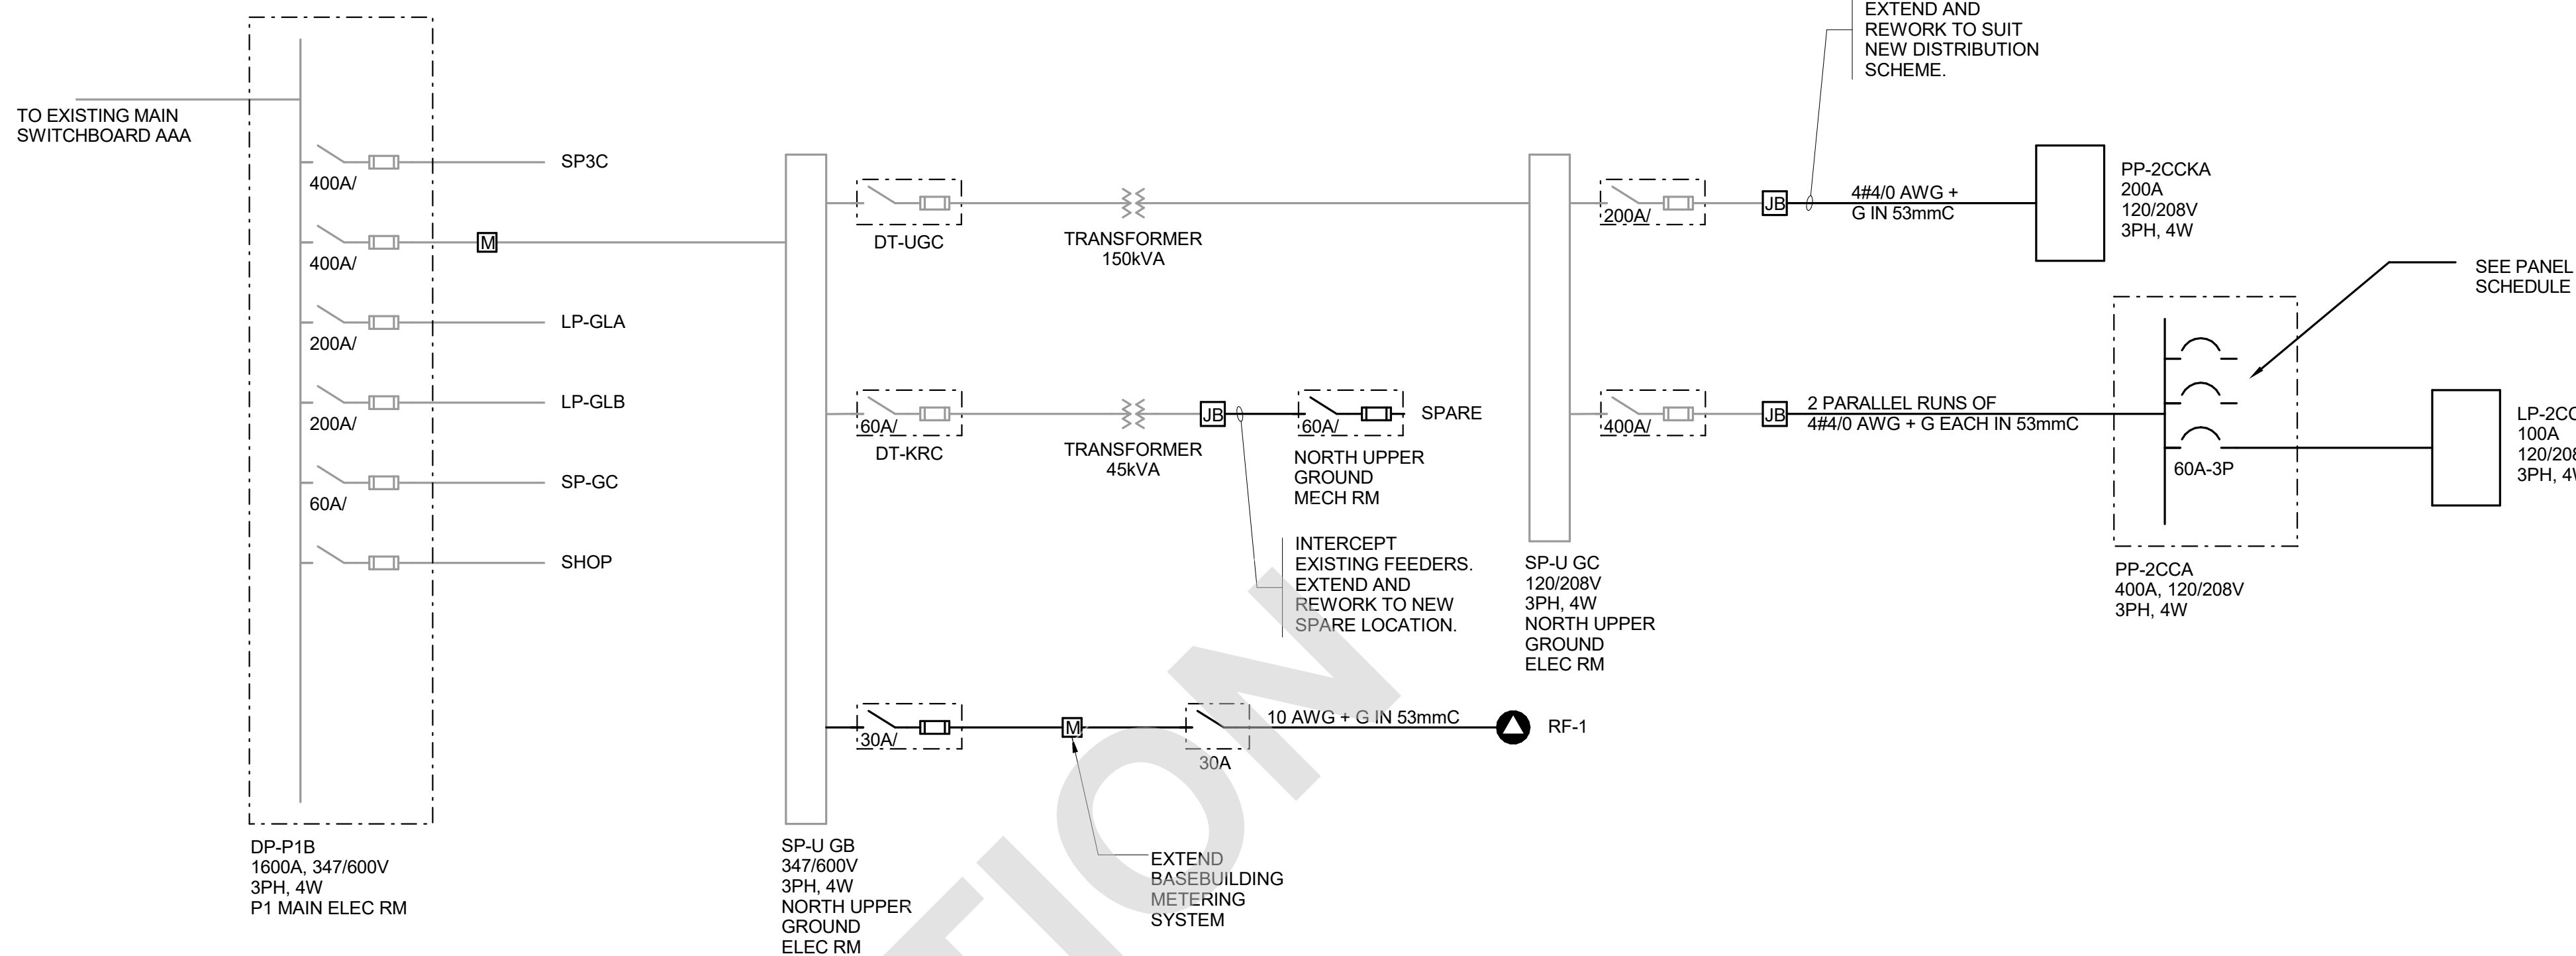 EXTEND AND
REWORK TO SUIT
NEW DISTRIBUTION
SCHEME.
TO EXISTING MAIN
SWITCHBOARD AAA
400A/
SP3C
400A/
M
200A/
LP-GLA
200A/
LP-GLB
60A/
SP-GC
SHOP
DP-P1B
1600A, 347/600V
3PH, 4W
P1 MAIN ELEC RM
DT-UGC
TRANSFORMER
150kVA
60A/
DT-KRC
TRANSFORMER
45kVA
JB
60A/
SPARE
NORTH UPPER
GROUND
MECH RM
INTERCEPT
EXISTING FEEDERS.
EXTEND AND
REWORK TO NEW
SPARE LOCATION.
30A/
M
30A
10 AWG + G IN 53mmC
RF-1
EXTEND
BASEBUILDING
METERING
SYSTEM
SP-U GB
347/600V
3PH, 4W
NORTH UPPER
GROUND
ELEC RM
200A/
JB
4#4/0 AWG +
G IN 53mmC
PP-2CCKA
200A
120/208V
3PH, 4W
400A/
JB
2 PARALLEL RUNS OF
4#4/0 AWG + G EACH IN 53mmC
SP-U GC
120/208V
3PH, 4W
NORTH UPPER
GROUND
ELEC RM
SEE PANEL
SCHEDULE
60A-3P
PP-2CCA
400A, 120/208V
3PH, 4W
100A
TION